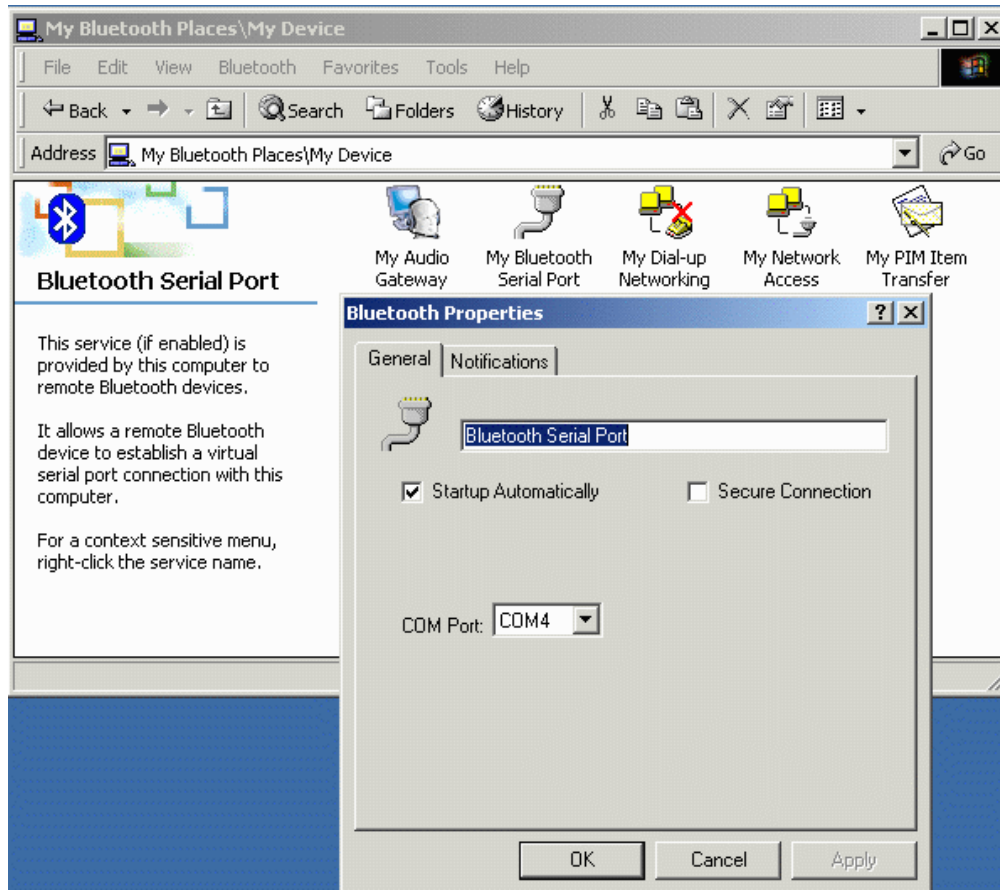 My Bluetooth Places\My Device
File Edit View Bluetooth Favorites Tools Help
Back Search Folders History
Address My Bluetooth Places\My Device Go
Bluetooth Serial Port
This service (if enabled) is
provided by this computer to
remote Bluetooth devices.
It allows a remote Bluetooth
device to establish a virtual
serial port connection with this
computer.
For a context sensitive menu,
right-click the service name.
My Audio
Gateway
My Bluetooth
Serial Port
My Dial-up
Networking
My Network
Access
My PIM Item
Transfer
Bluetooth Properties
General Notifications
Bluetooth Serial Port
Startup Automatically Secure Connection
COM Port: COM4
OK Cancel Apply